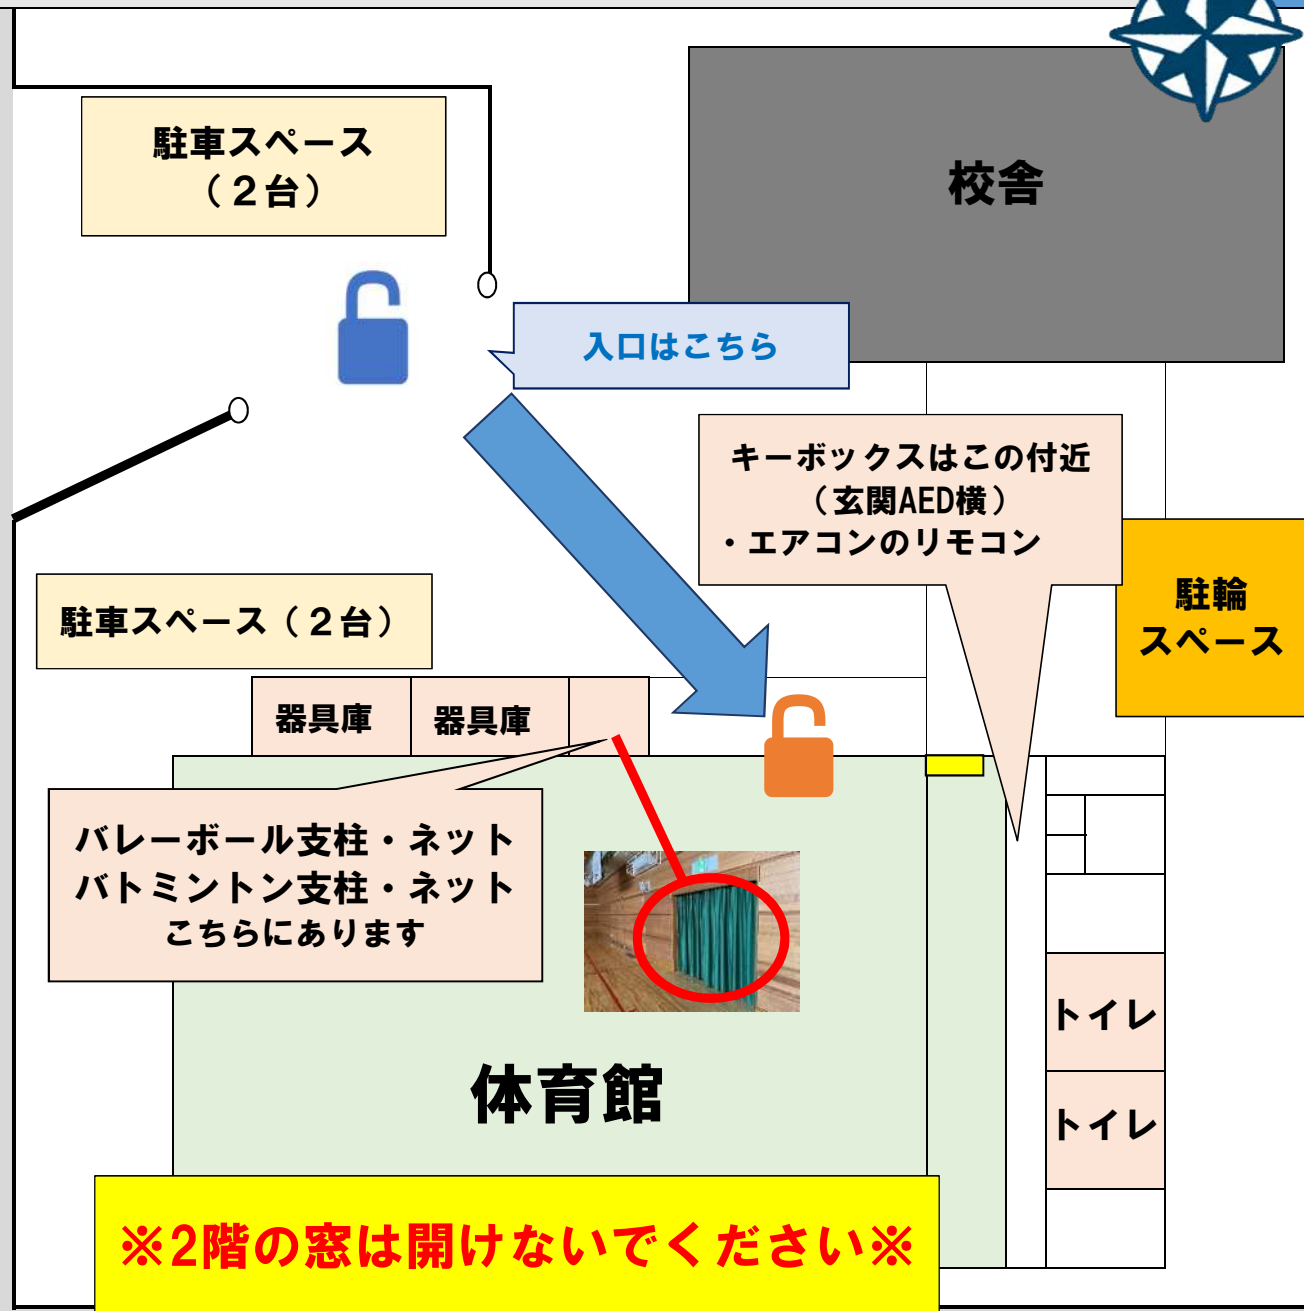 駐車スペース
（２台）
校舎
入口はこちら
キーボックスはこの付近
（玄関AED横）
・エアコンのリモコン
駐輪
スペース
駐車スペース（２台）
器具庫
器具庫
バレーボール支柱・ネット
バトミントン支柱・ネット
こちらにあります
トイレ
体育館
トイレ
※2階の窓は開けないでください※